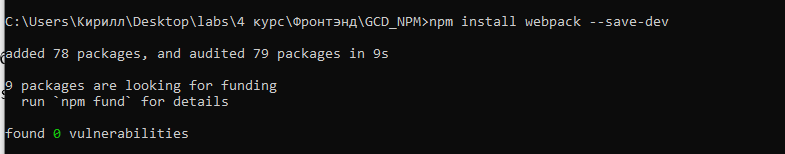 C:\Users\Кирилл\Desktop\labs\4 курс\Фронтэнд\GCD_NPM>npm install webpack --save-dev
added 78 packages, and audited 79 packages in 9s
9 packages are looking for funding
run `npm fund` for details
found 0 vulnerabilities